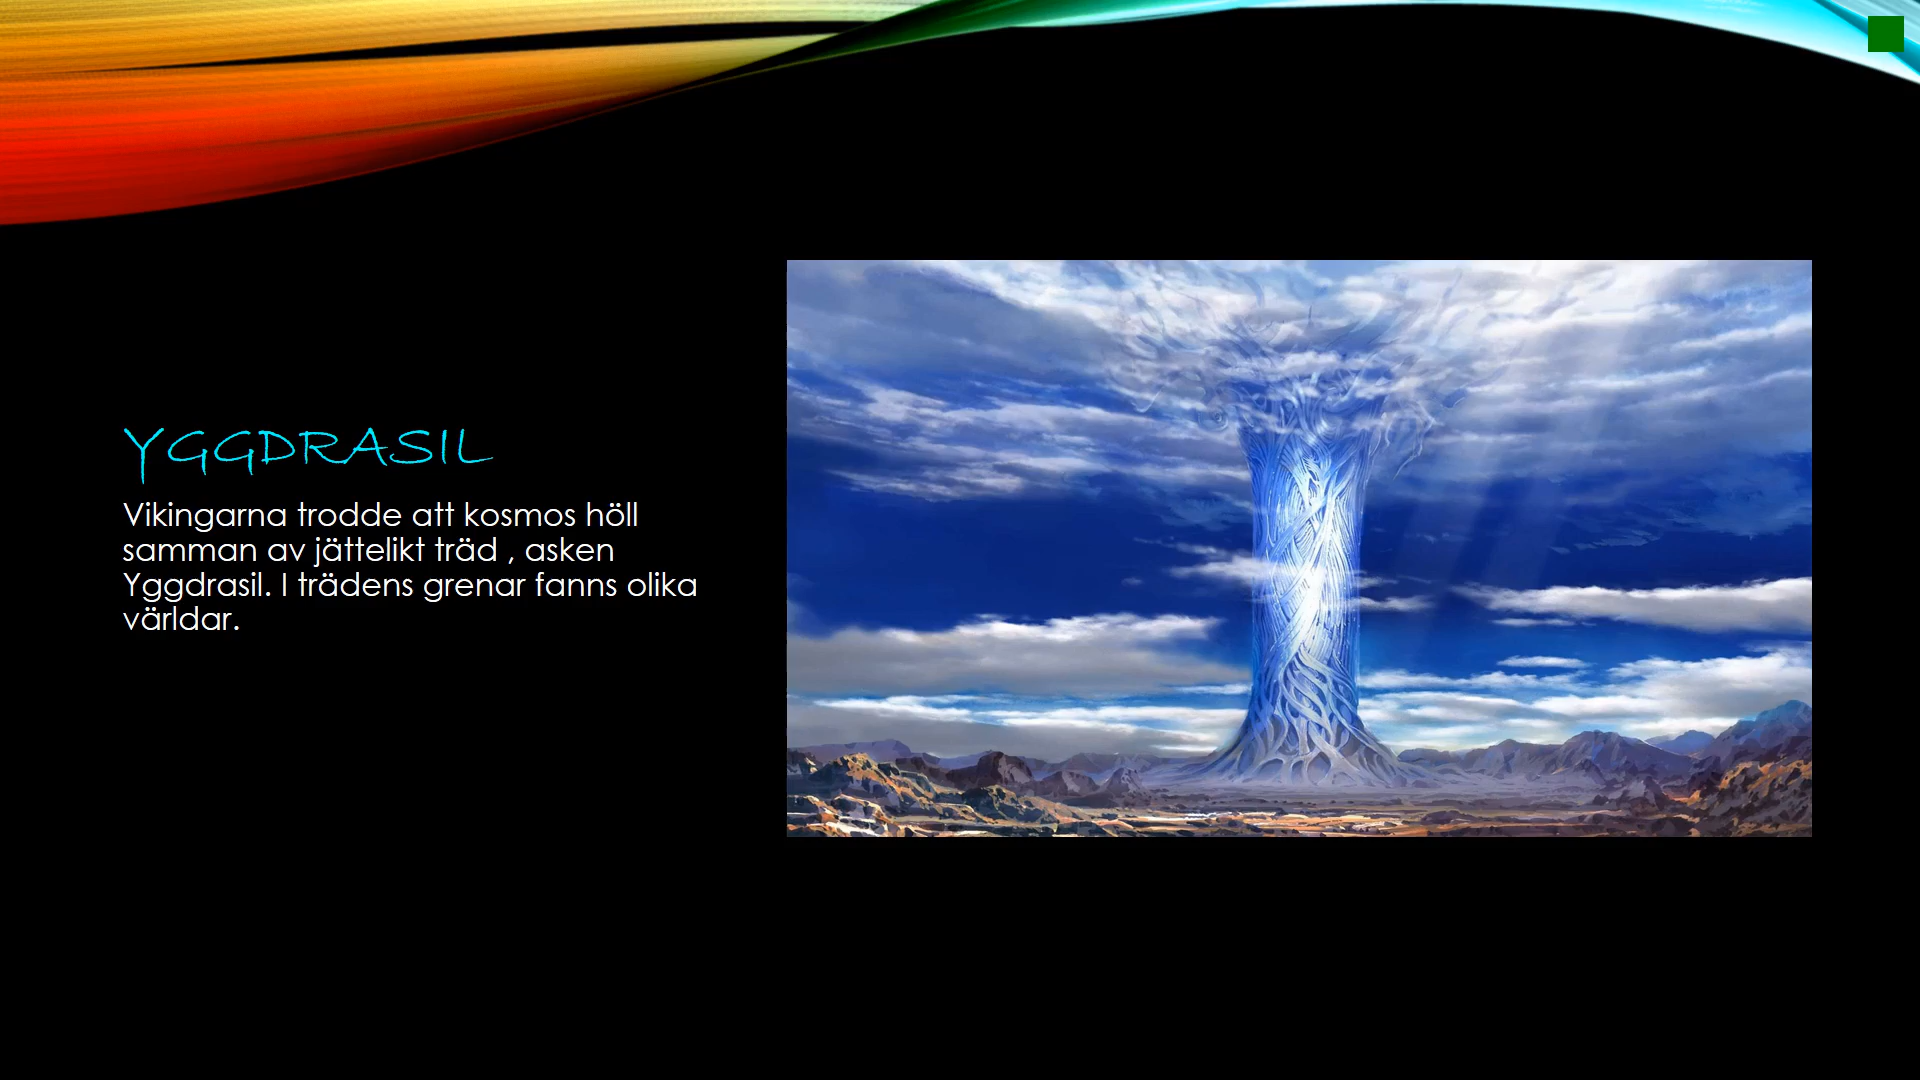 YGGDRASIL
Vikingarna trodde att kosmos höll
samman av jättelikt träd , asken
Yggdrasil. I trädens grenar fanns olika
världar.